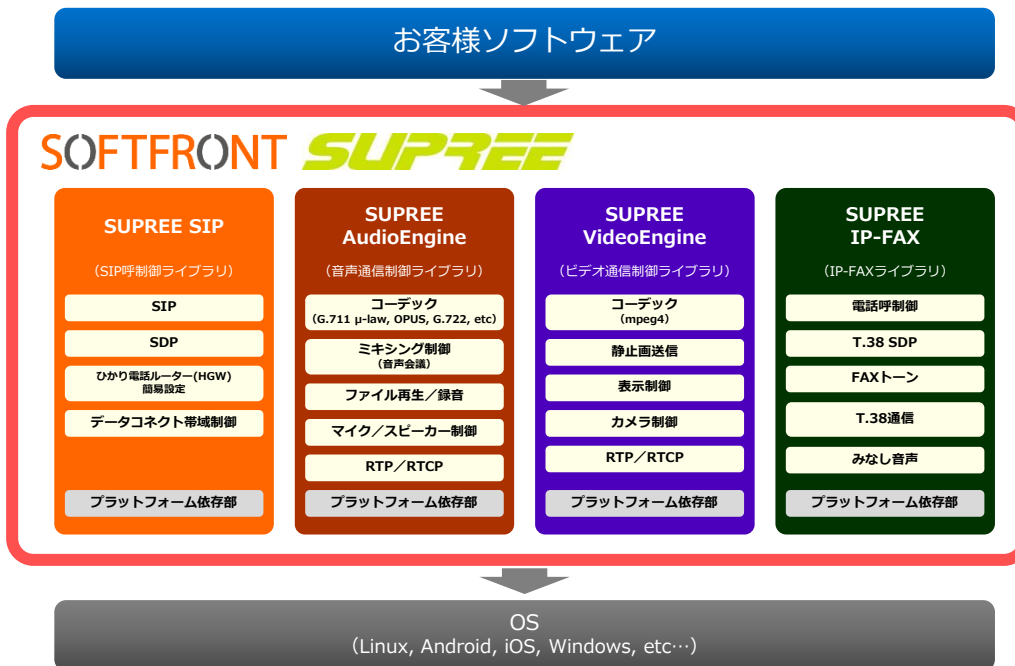 お客様ソフトウェア
SOFTFRONT SUPREE
SUPREE SIP
(SIP呼制御ライブラリ)
SIP
SDP
ひかり電話ルーター(HGW)
簡易設定
データコネクト帯域制御
プラットフォーム依存部
SUPREE
AudioEngine
(音声通信制御ライブラリ)
コーデック
(G.711 μ-law, OPUS, G.722, etc)
ミキシング制御
(音声会議)
ファイル再生／録音
マイク／スピーカー制御
RTP／RTCP
プラットフォーム依存部
SUPREE
VideoEngine
(ビデオ通信制御ライブラリ)
コーデック
(mpeg4)
静止画送信
表示制御
カメラ制御
RTP／RTCP
プラットフォーム依存部
SUPREE
IP-FAX
(IP-FAXライブラリ)
電話呼制御
T.38 SDP
FAXトーン
T.38通信
みなし音声
プラットフォーム依存部
OS
(Linux, Android, iOS, Windows, etc…)